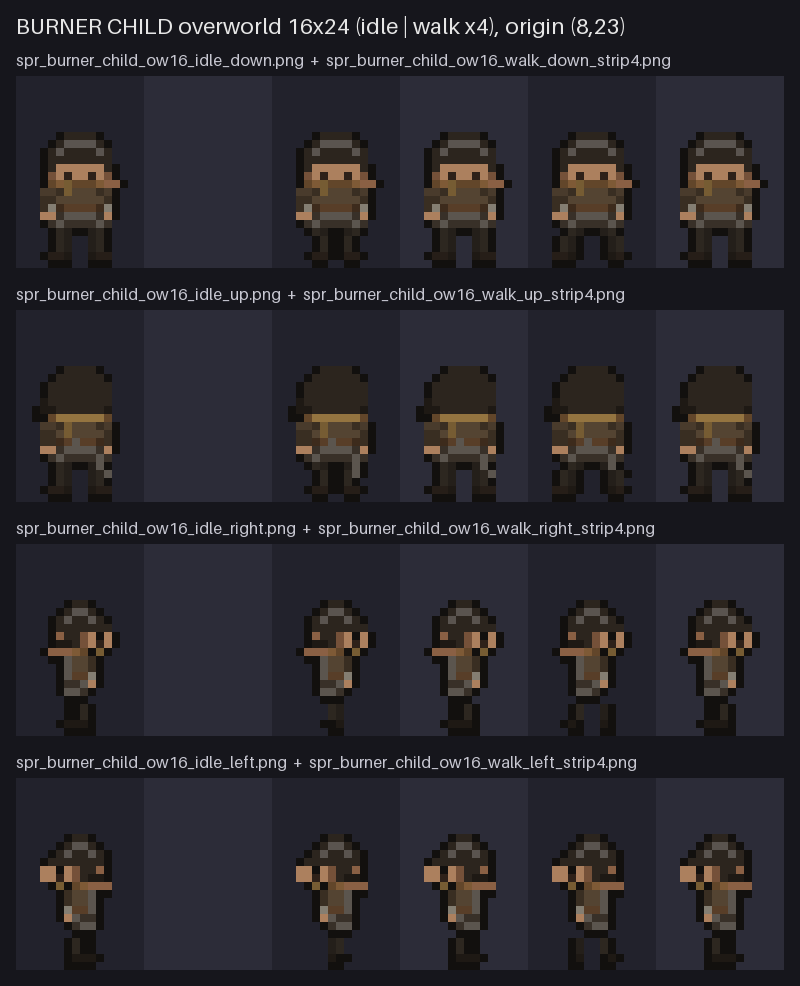 BURNER CHILD overworld 16x24 (idle | walk x4), origin (8,23)
spr_burner_child_ow16_idle_down.png + spr_burner_child_ow16_walk_down_strip4.png
spr_burner_child_ow16_idle_up.png + spr_burner_child_ow16_walk_up_strip4.png
spr_burner_child_ow16_idle_right.png + spr_burner_child_ow16_walk_right_strip4.png
spr_burner_child_ow16_idle_left.png + spr_burner_child_ow16_walk_left_strip4.png